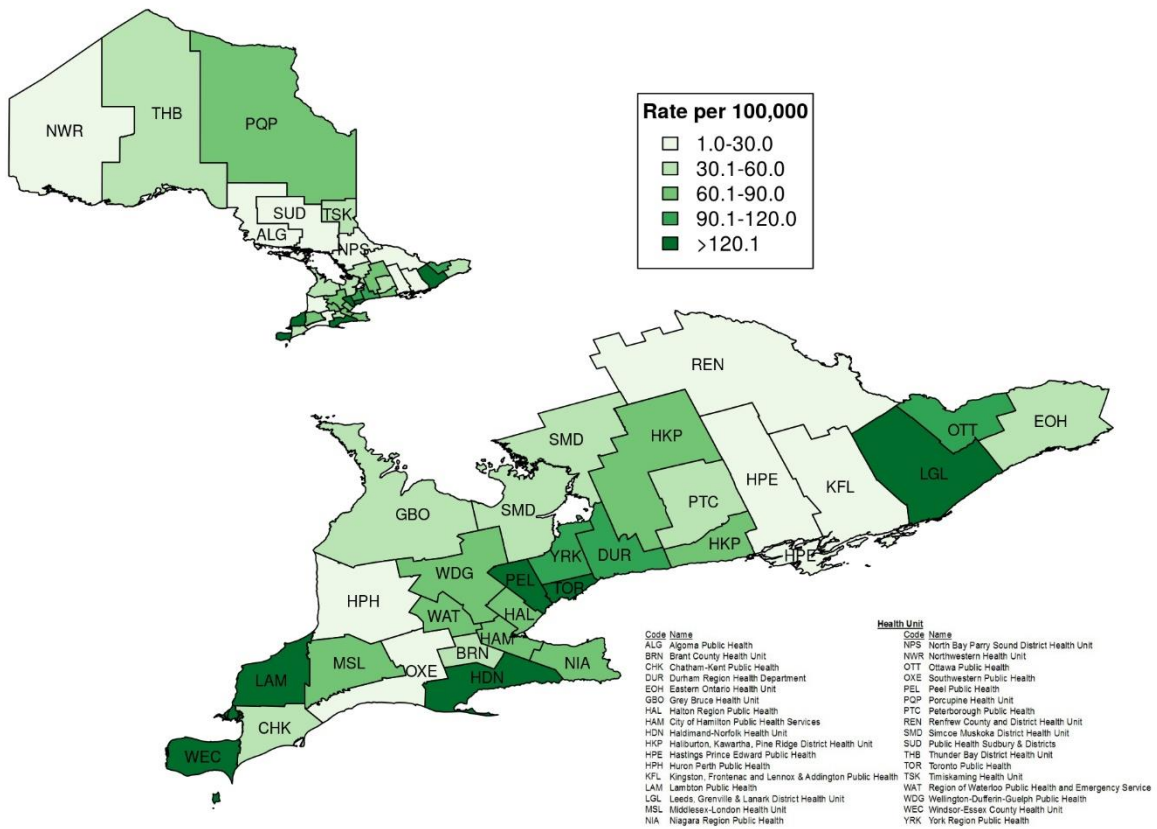 NWR
THB
PQP
SUD
TSK
ALG
NPS
Rate per 100,000
1.0-30.0
30.1-60.0
60.1-90.0
90.1-120.0
>120.1
REN
SMD
HKP
OTT
EOH
HPE
KFL
LGL
PTC
GBO
SMD
YRK
DUR
HKP
HPE
WDG
PEL
TOR
HPH
WAT
HAL
HAM
BRN
MSL
OXE
NIA
LAM
HDN
CHK
WEC
Health Unit
Code Name
ALG Algoma Public Health
BRN Brant County Health Unit
CHK Chatham-Kent Public Health
DUR Durham Region Health Department
EOH Eastern Ontario Health Unit
GBO Grey Bruce Health Unit
HAL Halton Region Public Health
HAM City of Hamilton Public Health Services
HDN Haldimand-Norfolk Health Unit
HKP Haliburton, Kawartha, Pine Ridge District Health Unit
HPE Hastings Prince Edward Public Health
HPH Huron Perth Public Health
KFL Kingston, Frontenac and Lennox & Addington Public Health
LAM Lambton Public Health
LGL Leeds, Grenville & Lanark District Health Unit
MSL Middlesex-London Health Unit
NIA Niagara Region Public Health
Code Name
NPS North Bay Parry Sound District Health Unit
NWR Northwestern Health Unit
OTT Ottawa Public Health
OXE Southwestern Public Health
PEL Peel Public Health
PQP Porcupine Health Unit
PTC Peterborough Public Health
REN Renfrew County and District Health Unit
SMD Simcoe Muskoka District Health Unit
SUD Public Health Sudbury & Districts
THB Thunder Bay District Health Unit
TOR Toronto Public Health
TSK Timiskaming Health Unit
WAT Region of Waterloo Public Health and Emergency Service
WDG Wellington-Dufferin-Guelph Public Health
WEC Windsor-Essex County Health Unit
YRK York Region Public Health